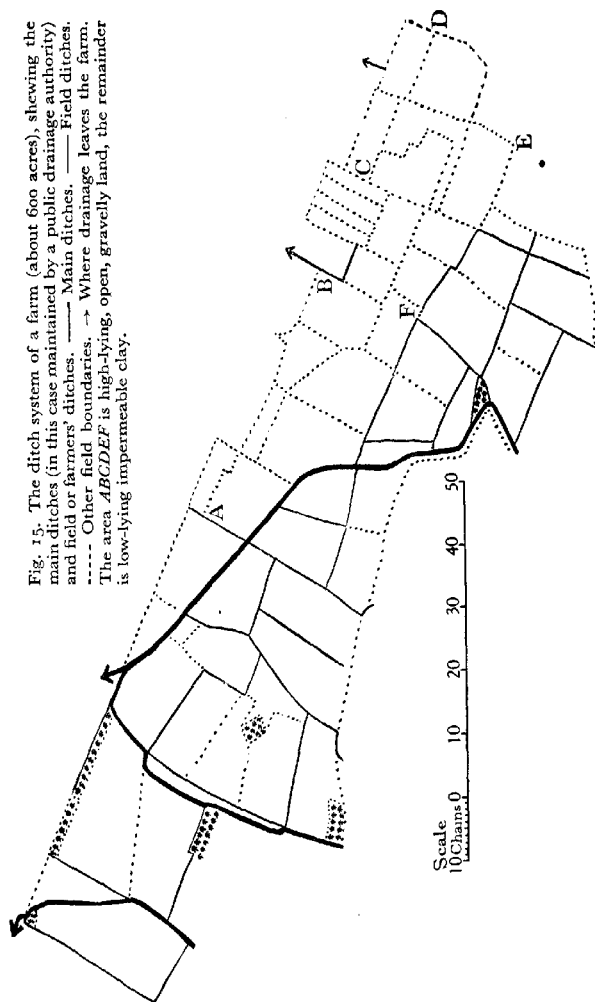 Fig. 15. The ditch system of a farm (about 600 acres), shewing the
main ditches (in this case maintained by a public drainage authority)
and field or farmers' ditches. —— Main ditches. —— Field ditches.
----- Other field boundaries. → Where drainage leaves the farm.
The area ABCDEF is high-lying, open, gravelly land, the remainder
is low-lying impermeable clay.
A
B
C
D
E
F
Scale
10 Chains 0 10 20 30 40 50